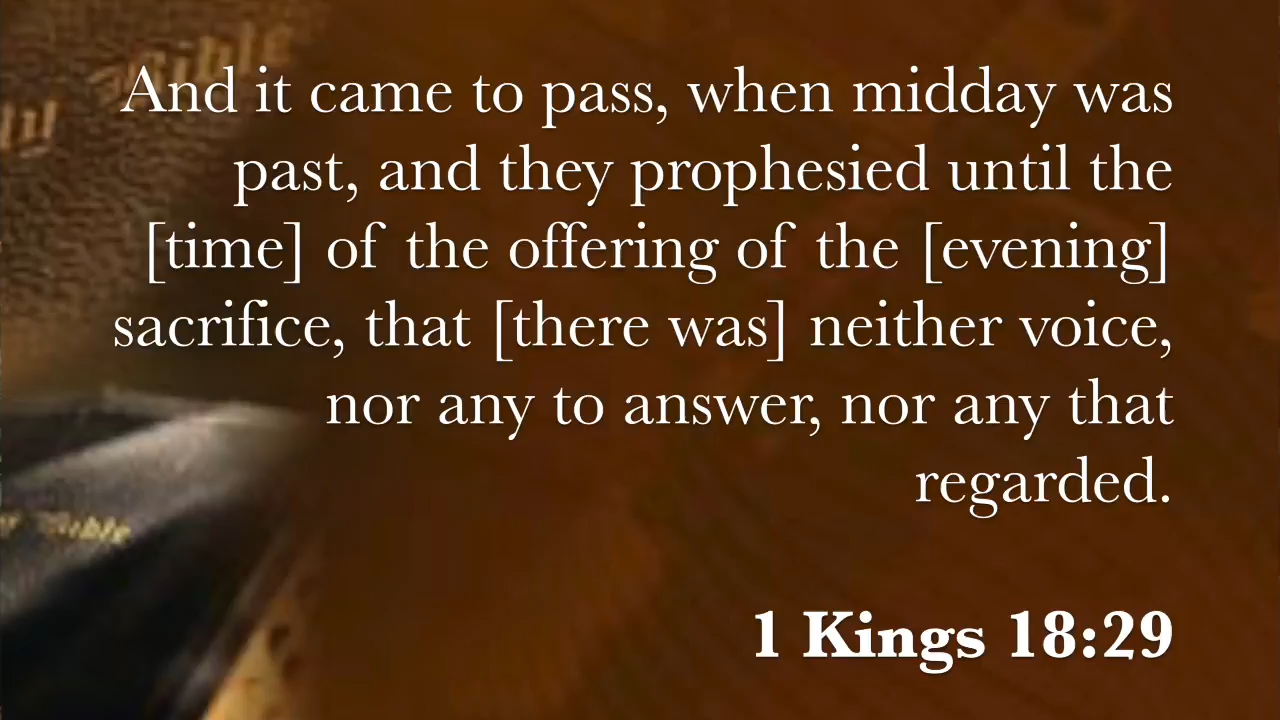 Bible
And it came to pass, when midday was
past, and they prophesied until the
[time] of the offering of the [evening]
sacrifice, that [there was] neither voice,
nor any to answer, nor any that
regarded.
Bible
1 Kings 18:29